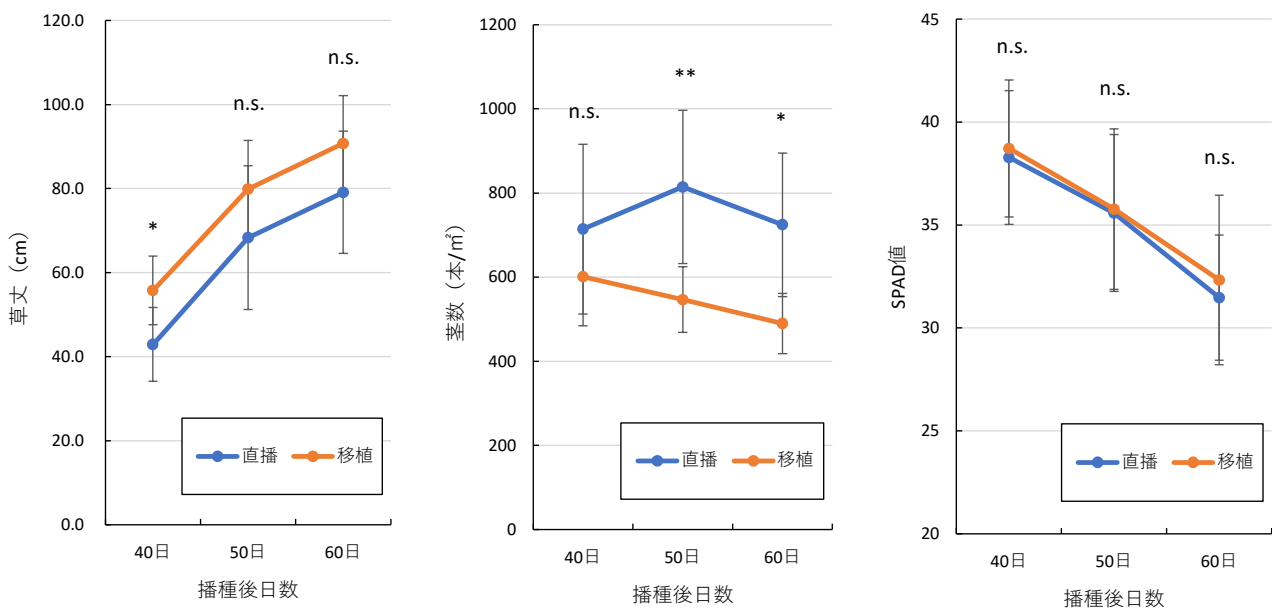 草丈（cm）
120.0
100.0
80.0
60.0
40.0
20.0
0.0
*
n.s.
n.s.
直播 移植
40日 50日 60日
播種後日数
茎数（本/㎡）
1200
1000
800
600
400
200
0
n.s.
**
*
直播 移植
40日 50日 60日
播種後日数
SPAD値
45
40
35
30
25
20
n.s.
n.s.
n.s.
直播 移植
40日 50日 60日
播種後日数